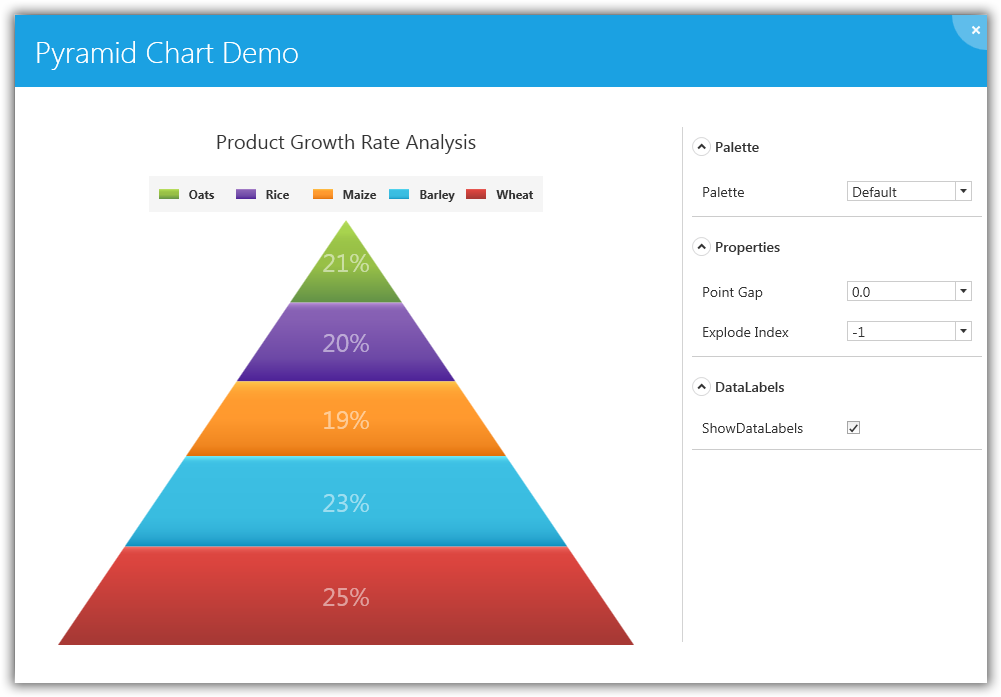 Pyramid Chart Demo
Product Growth Rate Analysis
Oats Rice Maize Barley Wheat
21%
20%
19%
23%
25%
Palette
Palette Default
Properties
Point Gap 0.0
Explode Index -1
DataLabels
ShowDataLabels